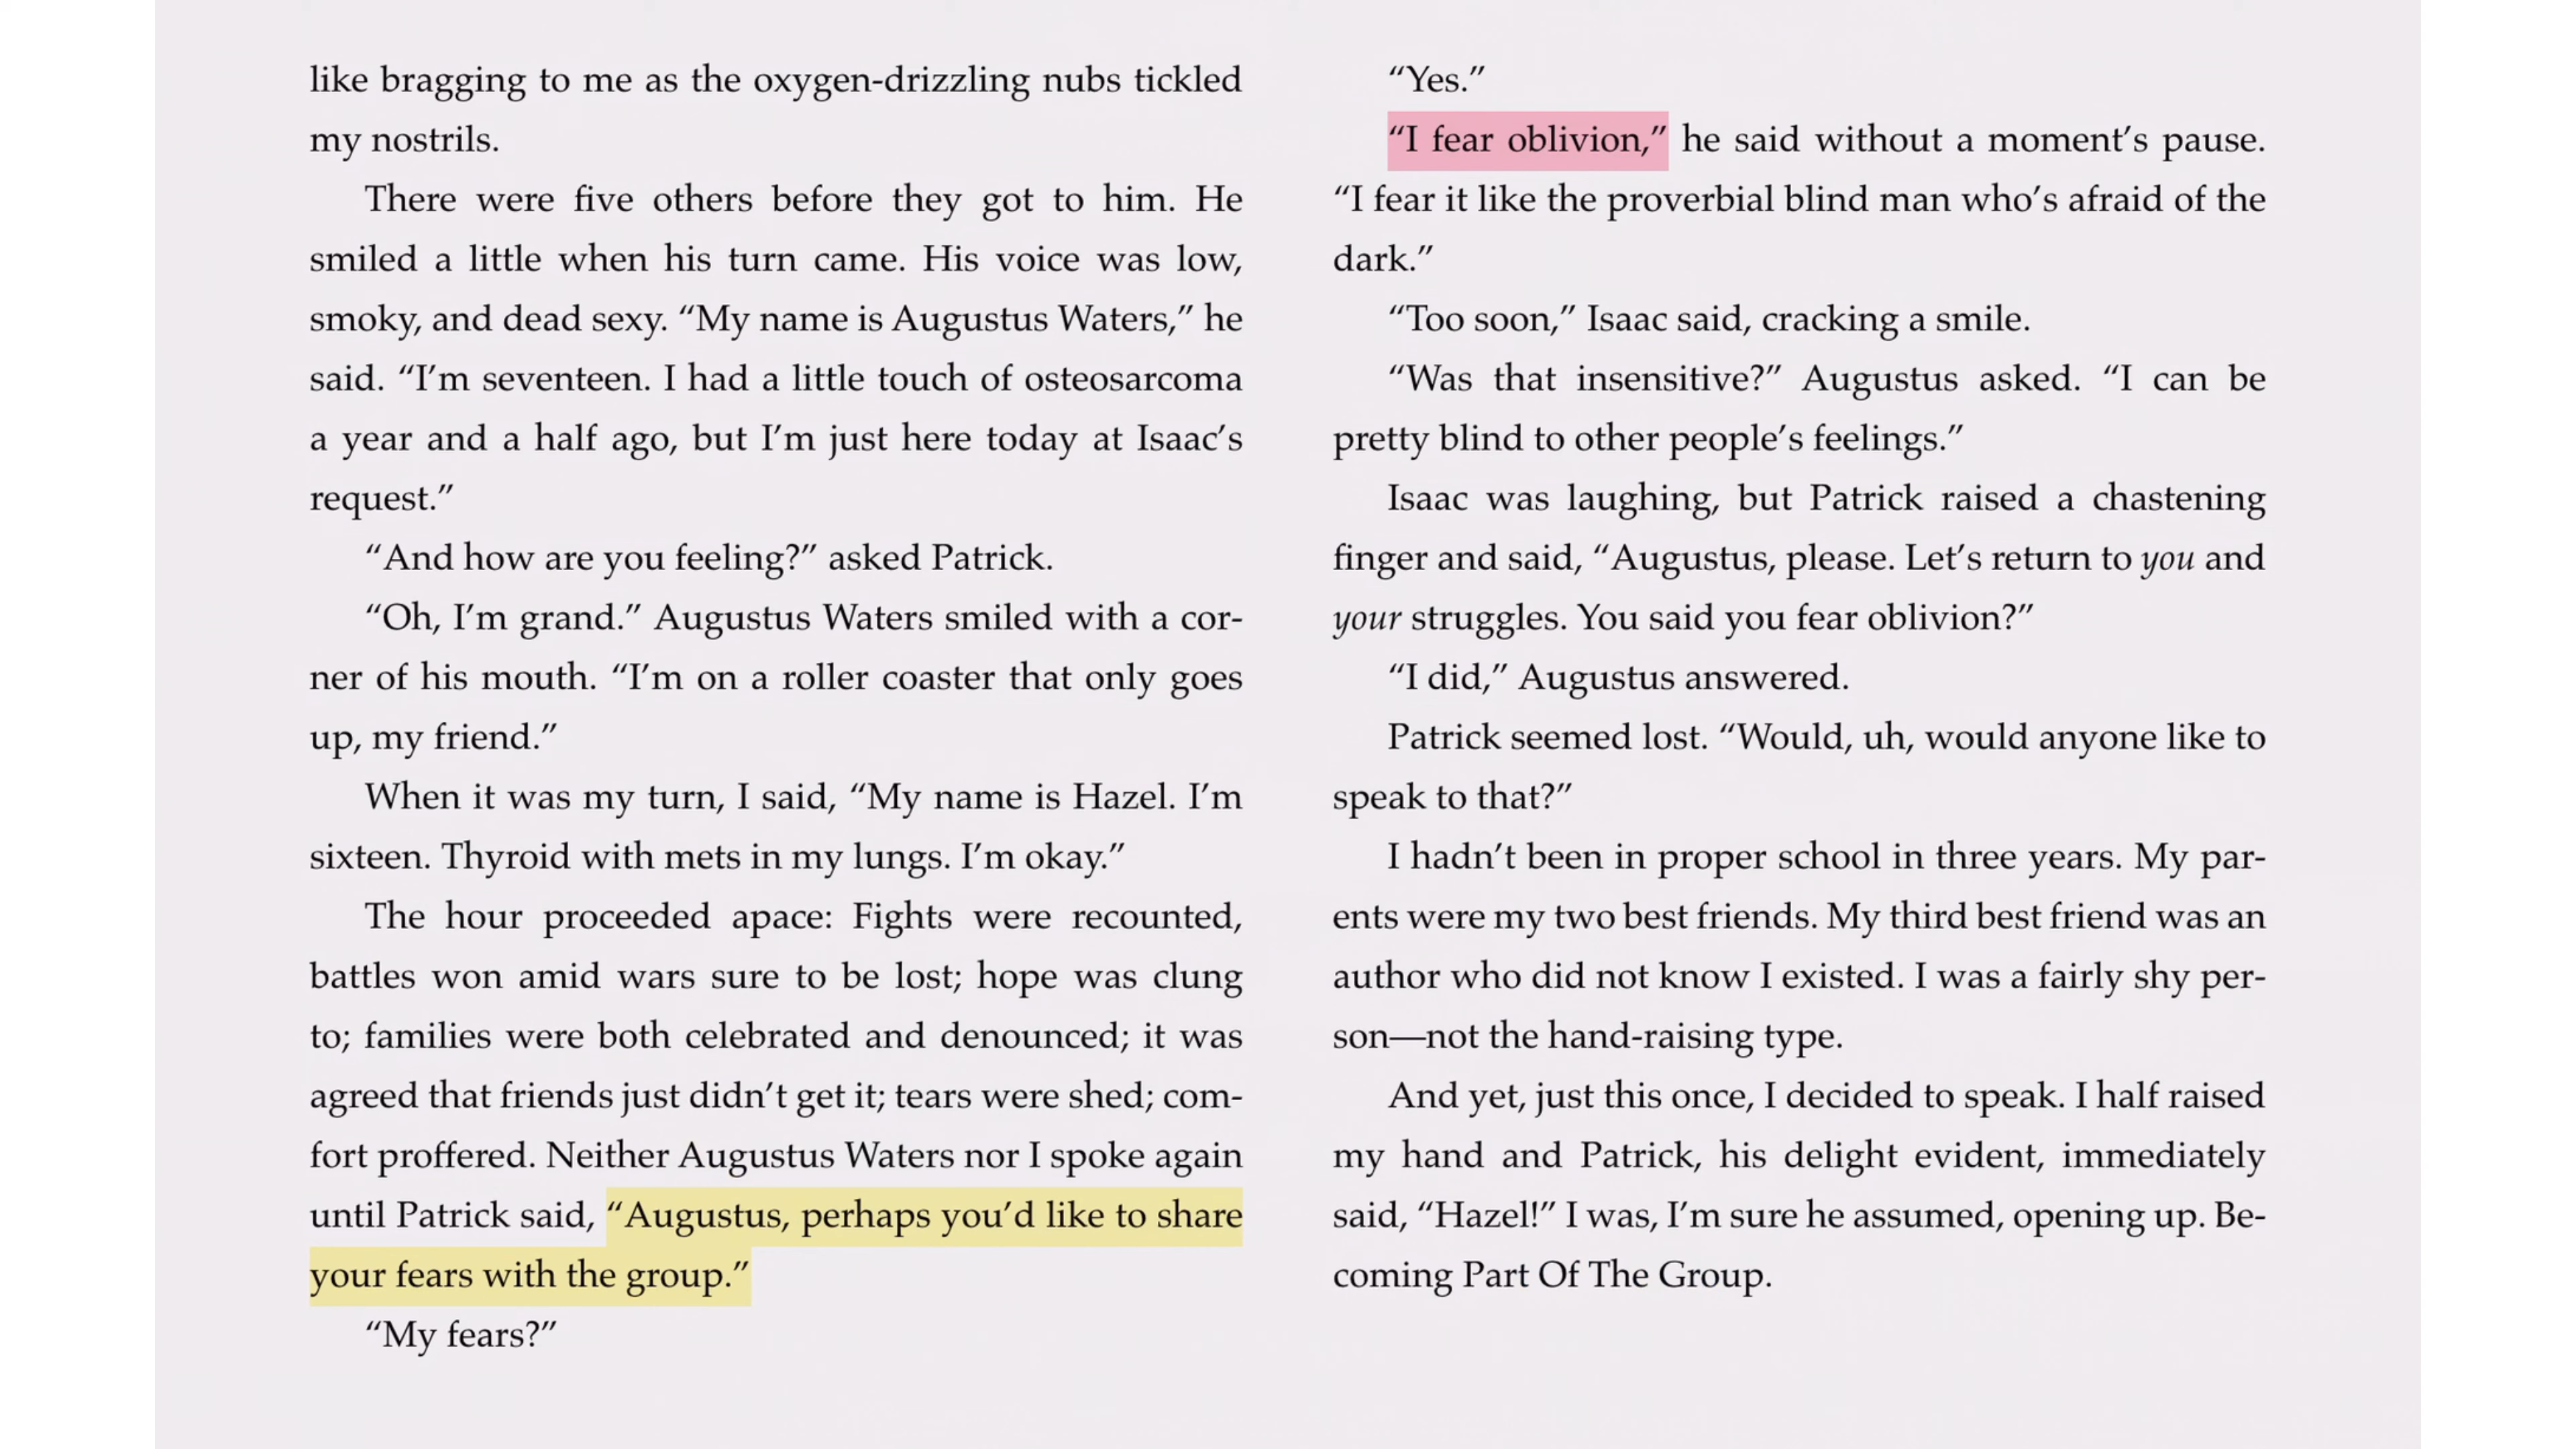 like bragging to me as the oxygen-drizzling nubs tickled
my nostrils.
There were five others before they got to him. He
smiled a little when his turn came. His voice was low,
smoky, and dead sexy. “My name is Augustus Waters,” he
said. “I’m seventeen. I had a little touch of osteosarcoma
a year and a half ago, but I’m just here today at Isaac’s
request.”
“And how are you feeling?” asked Patrick.
“Oh, I’m grand.” Augustus Waters smiled with a cor-
ner of his mouth. “I’m on a roller coaster that only goes
up, my friend.”
When it was my turn, I said, “My name is Hazel. I’m
sixteen. Thyroid with mets in my lungs. I’m okay.”
The hour proceeded apace: Fights were recounted,
battles won amid wars sure to be lost; hope was clung
to; families were both celebrated and denounced; it was
agreed that friends just didn’t get it; tears were shed; com-
fort proffered. Neither Augustus Waters nor I spoke again
until Patrick said, “Augustus, perhaps you’d like to share
your fears with the group.”
“My fears?”
“Yes.”
“I fear oblivion,” he said without a moment’s pause.
“I fear it like the proverbial blind man who’s afraid of the
dark.”
“Too soon,” Isaac said, cracking a smile.
“Was that insensitive?” Augustus asked. “I can be
pretty blind to other people’s feelings.”
Isaac was laughing, but Patrick raised a chastening
finger and said, “Augustus, please. Let’s return to you and
your struggles. You said you fear oblivion?”
“I did,” Augustus answered.
Patrick seemed lost. “Would, uh, would anyone like to
speak to that?”
I hadn’t been in proper school in three years. My par-
ents were my two best friends. My third best friend was an
author who did not know I existed. I was a fairly shy per-
son—not the hand-raising type.
And yet, just this once, I decided to speak. I half raised
my hand and Patrick, his delight evident, immediately
said, “Hazel!” I was, I’m sure he assumed, opening up. Be-
coming Part Of The Group.